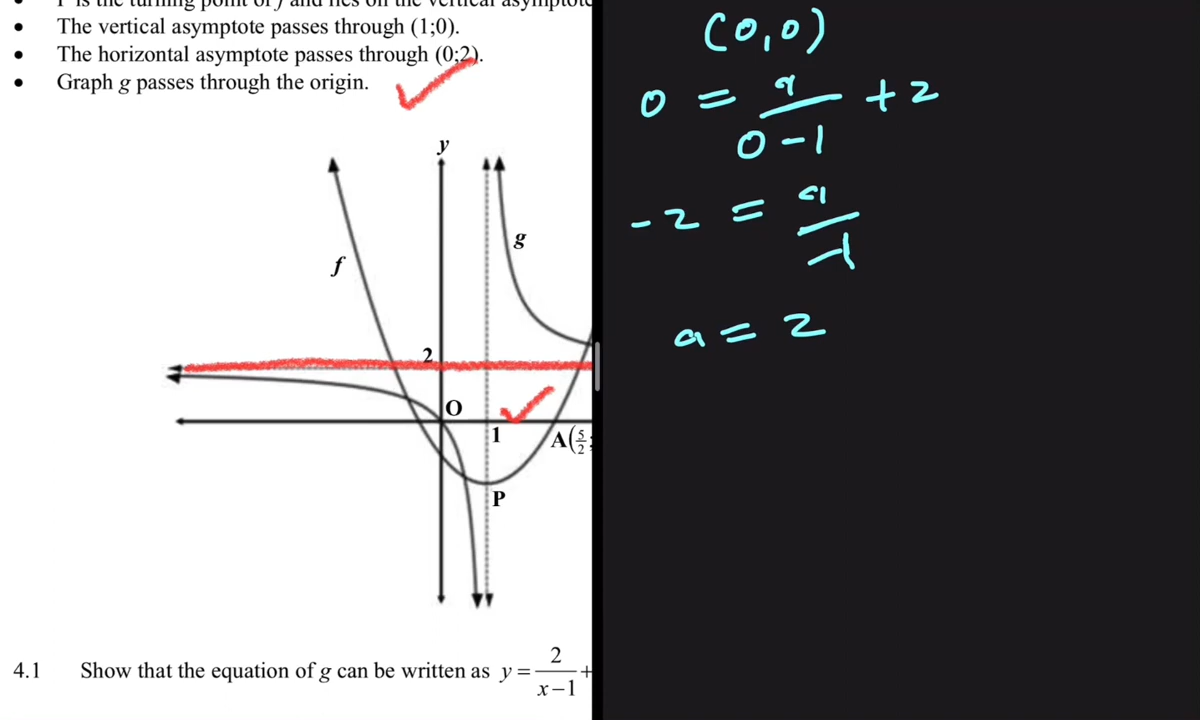 The vertical asymptote passes through (1;0).
The horizontal asymptote passes through (0;2).
Graph g passes through the origin.
y
g
f
2
O
1
A(5/2;
P
4.1 Show that the equation of g can be written as y = 2/(x−1) +
(0,0)
0 = a/(0-1) + 2
-2 = a/-1
a = 2